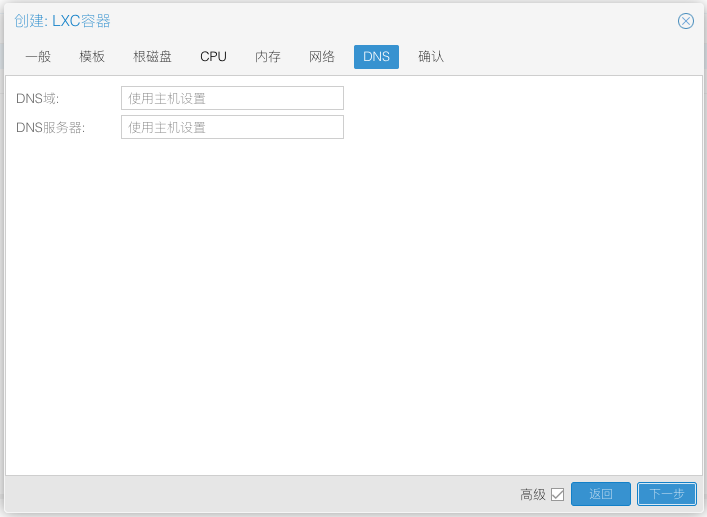 创建: LXC容器
一般 模板 根磁盘 CPU 内存 网络 DNS 确认
DNS域: 使用主机设置
DNS服务器: 使用主机设置
高级 返回 下一步